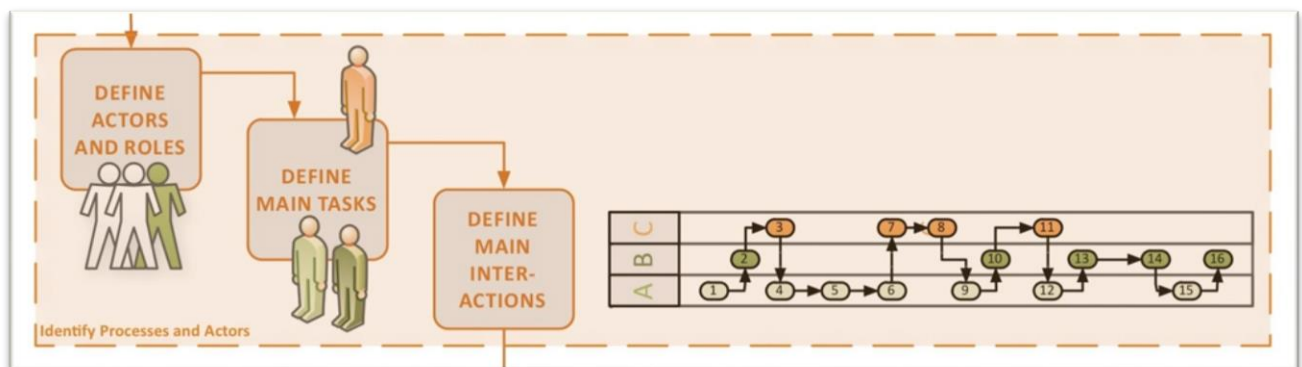 DEFINE
ACTORS
AND ROLES
DEFINE
MAIN TASKS
DEFINE
MAIN
INTER-
ACTIONS
Identify Processes and Actors
C
3
7
8
11
B
2
10
13
14
16
A
1
4
5
6
9
12
15